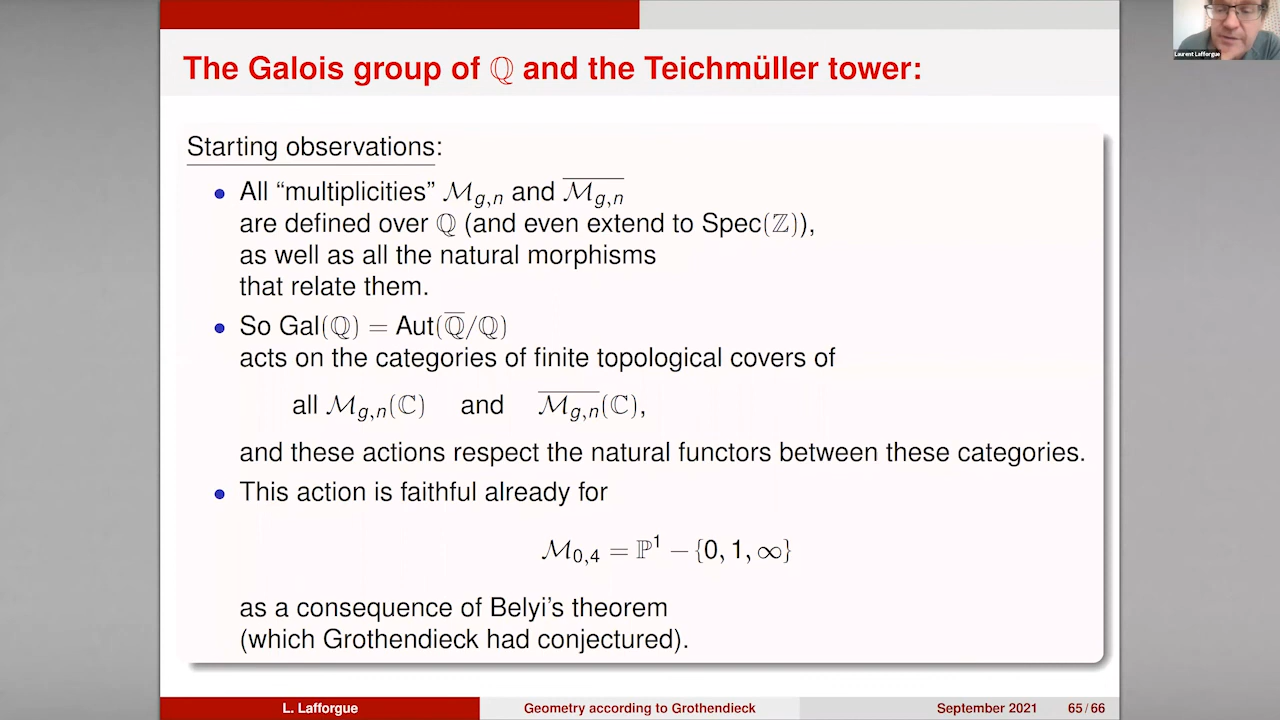 Laurent Lafforgue
The Galois group of ℚ and the Teichmüller tower:
Starting observations:
• All “multiplicities” ℳ_{g,n} and \overline{ℳ_{g,n}}
are defined over ℚ (and even extend to Spec(ℤ)),
as well as all the natural morphisms
that relate them.
• So Gal(ℚ) = Aut(\overline{ℚ}/ℚ)
acts on the categories of finite topological covers of
all ℳ_{g,n}(ℂ) and \overline{ℳ_{g,n}}(ℂ),
and these actions respect the natural functors between these categories.
• This action is faithful already for
ℳ_{0,4} = ℙ¹ − {0, 1, ∞}
as a consequence of Belyi’s theorem
(which Grothendieck had conjectured).
L. Lafforgue Geometry according to Grothendieck September 2021 65 / 66